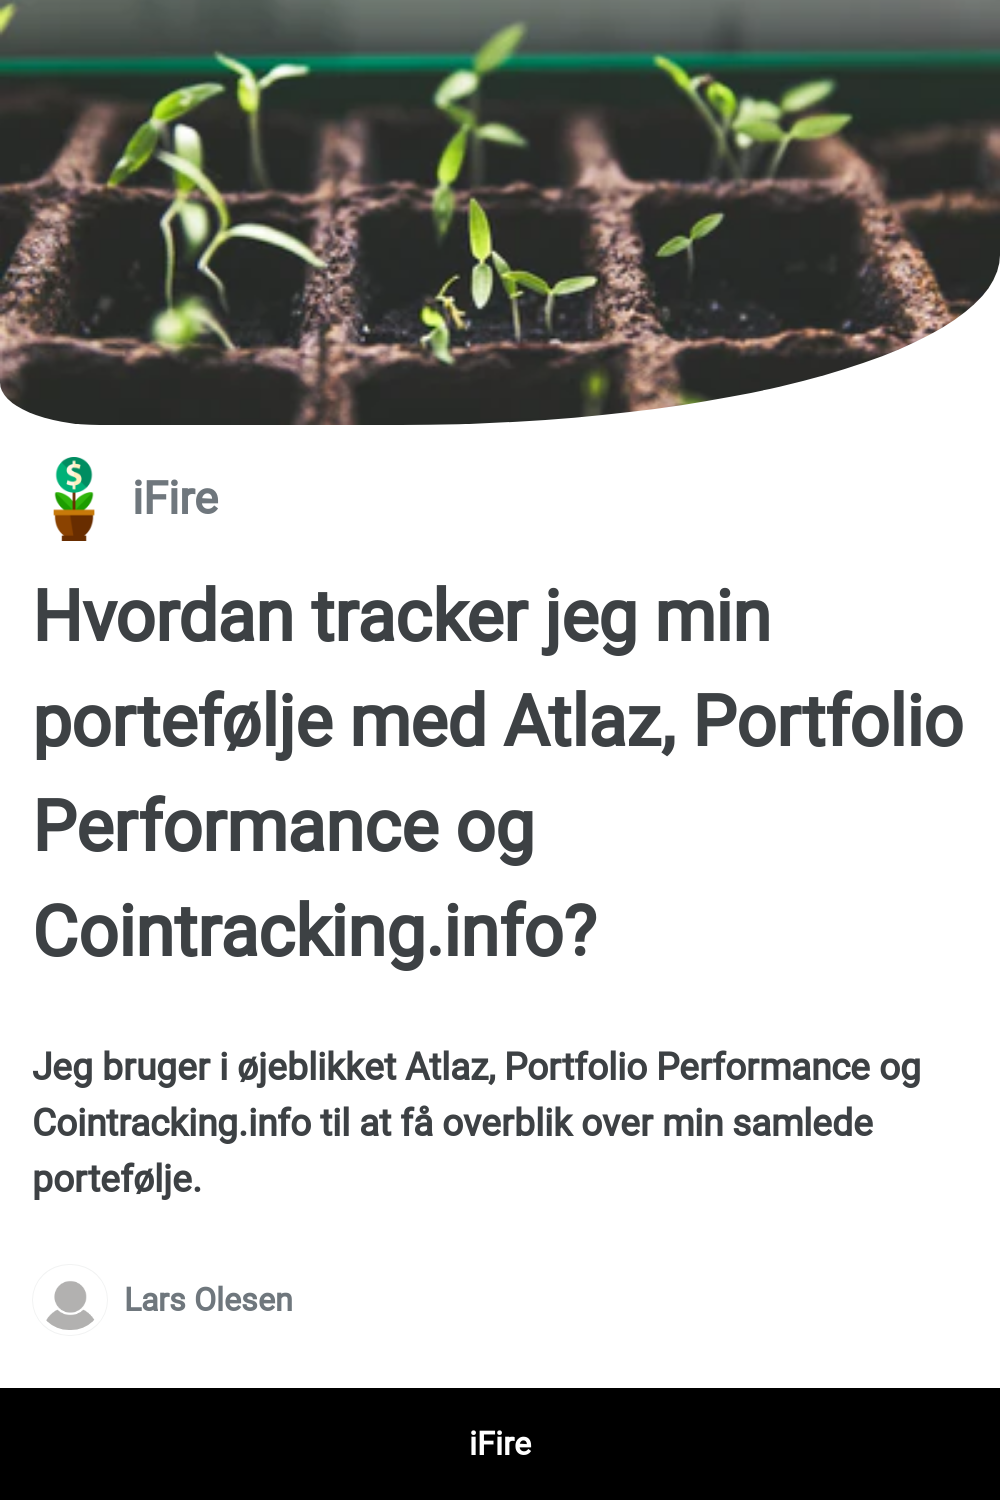 $
iFire
Hvordan tracker jeg min
portefølje med Atlaz, Portfolio
Performance og
Cointracking.info?
Jeg bruger i øjeblikket Atlaz, Portfolio Performance og
Cointracking.info til at få overblik over min samlede
portefølje.
Lars Olesen
iFire